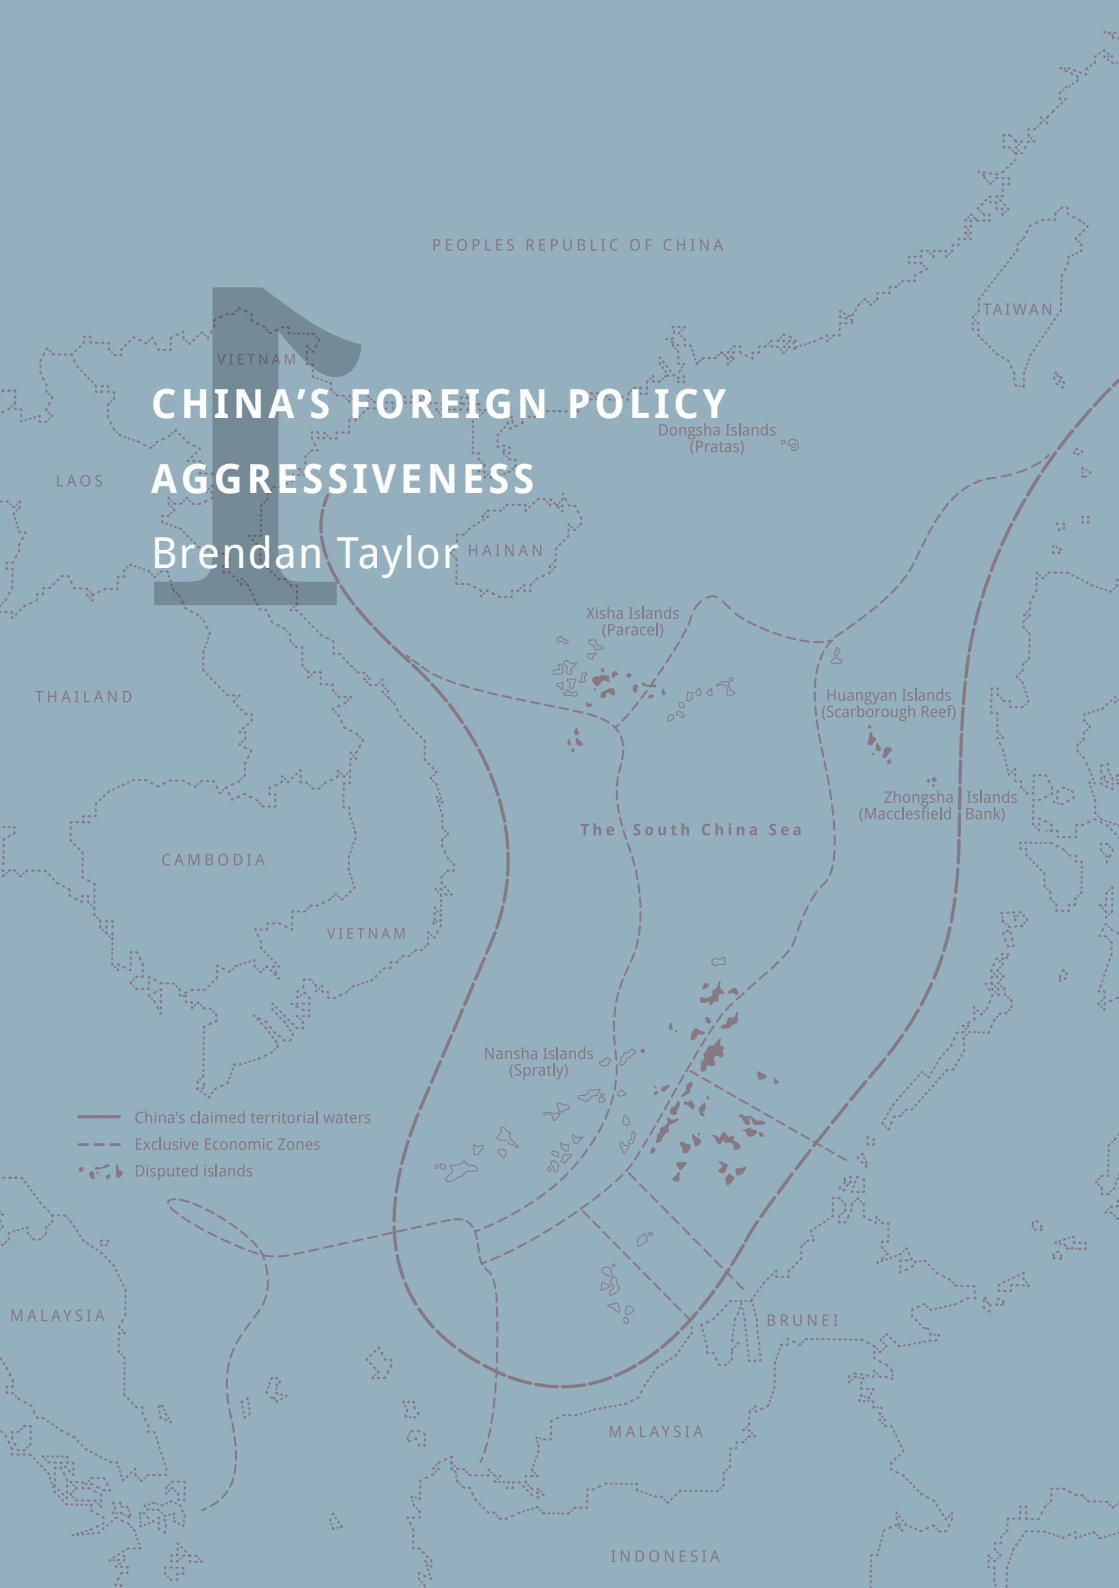 PEOPLES REPUBLIC OF CHINA
TAIWAN
1
VIETNAM
CHINA’S FOREIGN POLICY
Dongsha Islands
(Pratas)
AGGRESSIVENESS
LAOS
Brendan Taylor
HAINAN
Xisha Islands
(Paracel)
THAILAND
Huangyan Islands
(Scarborough Reef)
Zhongsha Islands
(Macclesfield Bank)
The South China Sea
CAMBODIA
VIETNAM
Nansha Islands
(Spratly)
China’s claimed territorial waters
Exclusive Economic Zones
Disputed islands
MALAYSIA
BRUNEI
MALAYSIA
INDONESIA